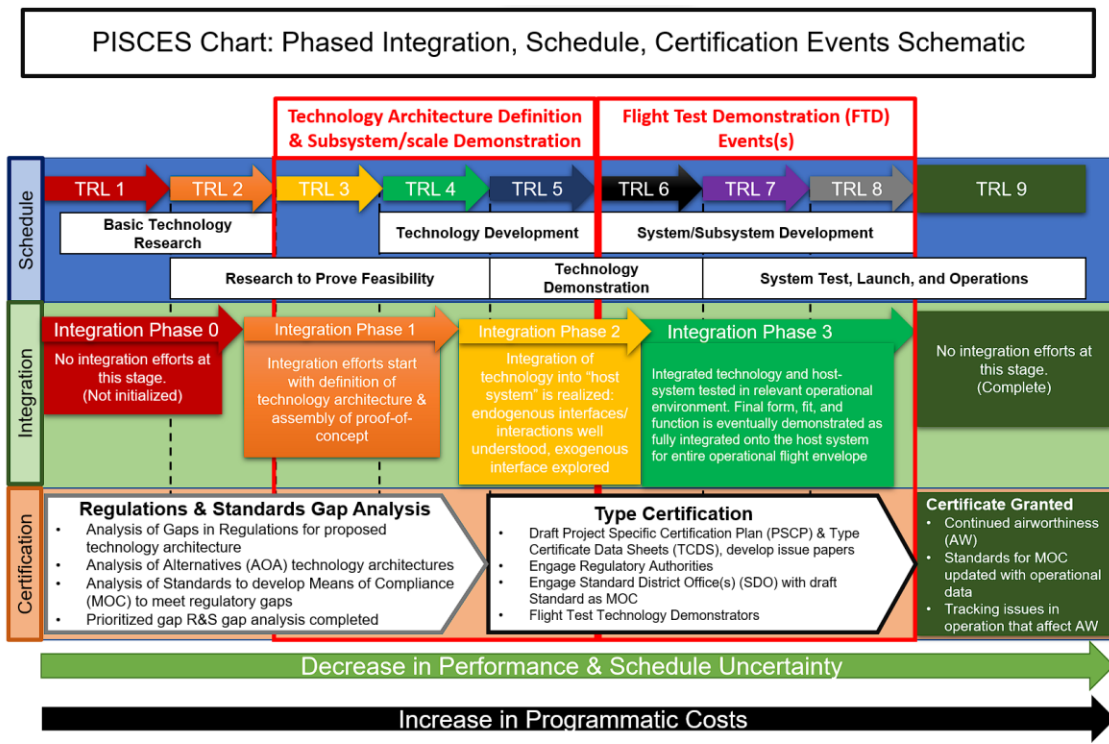 PISCES Chart: Phased Integration, Schedule, Certification Events Schematic
Technology Architecture Definition
& Subsystem/scale Demonstration
Flight Test Demonstration (FTD)
Events(s)
Schedule
TRL 1
TRL 2
TRL 3
TRL 4
TRL 5
TRL 6
TRL 7
TRL 8
TRL 9
Basic Technology
Research
Technology Development
System/Subsystem Development
Research to Prove Feasibility
Technology
Demonstration
System Test, Launch, and Operations
Integration
Integration Phase 0
No integration efforts at
this stage.
(Not initialized)
Integration Phase 1
Integration efforts start
with definition of
technology architecture &
assembly of proof-of-
concept
Integration Phase 2
Integration of
technology into "host
system" is realized:
endogenous interfaces/
interactions well
understood, exogenous
interface explored
Integration Phase 3
Integrated technology and host-
system tested in relevant operational
environment. Final form, fit, and
function is eventually demonstrated as
fully integrated onto the host system
for entire operational flight envelope
No integration efforts at
this stage.
(Complete)
Certification
Regulations & Standards Gap Analysis
• Analysis of Gaps in Regulations for proposed
technology architecture
• Analysis of Alternatives (AOA) technology architectures
• Analysis of Standards to develop Means of Compliance
(MOC) to meet regulatory gaps
• Prioritized gap R&S gap analysis completed
Type Certification
• Draft Project Specific Certification Plan (PSCP) & Type
Certificate Data Sheets (TCDS), develop issue papers
• Engage Regulatory Authorities
• Engage Standard District Office(s) (SDO) with draft
Standard as MOC
• Flight Test Technology Demonstrators
Certificate Granted
• Continued airworthiness
(AW)
• Standards for MOC
updated with operational
data
• Tracking issues in
operation that affect AW
Decrease in Performance & Schedule Uncertainty
Increase in Programmatic Costs